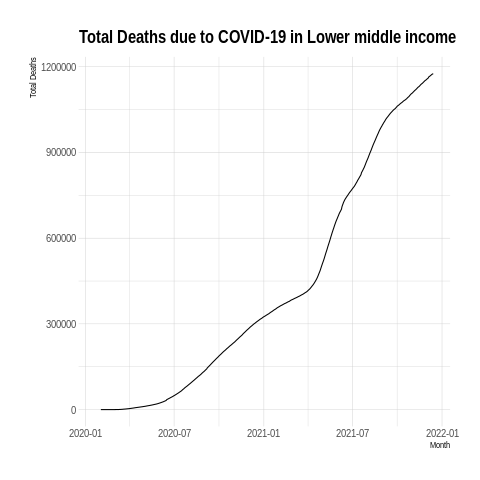 Total Deaths due to COVID-19 in Lower middle income
Total Deaths
1200000
900000
600000
300000
0
2020-01 2020-07 2021-01 2021-07 2022-01
Month